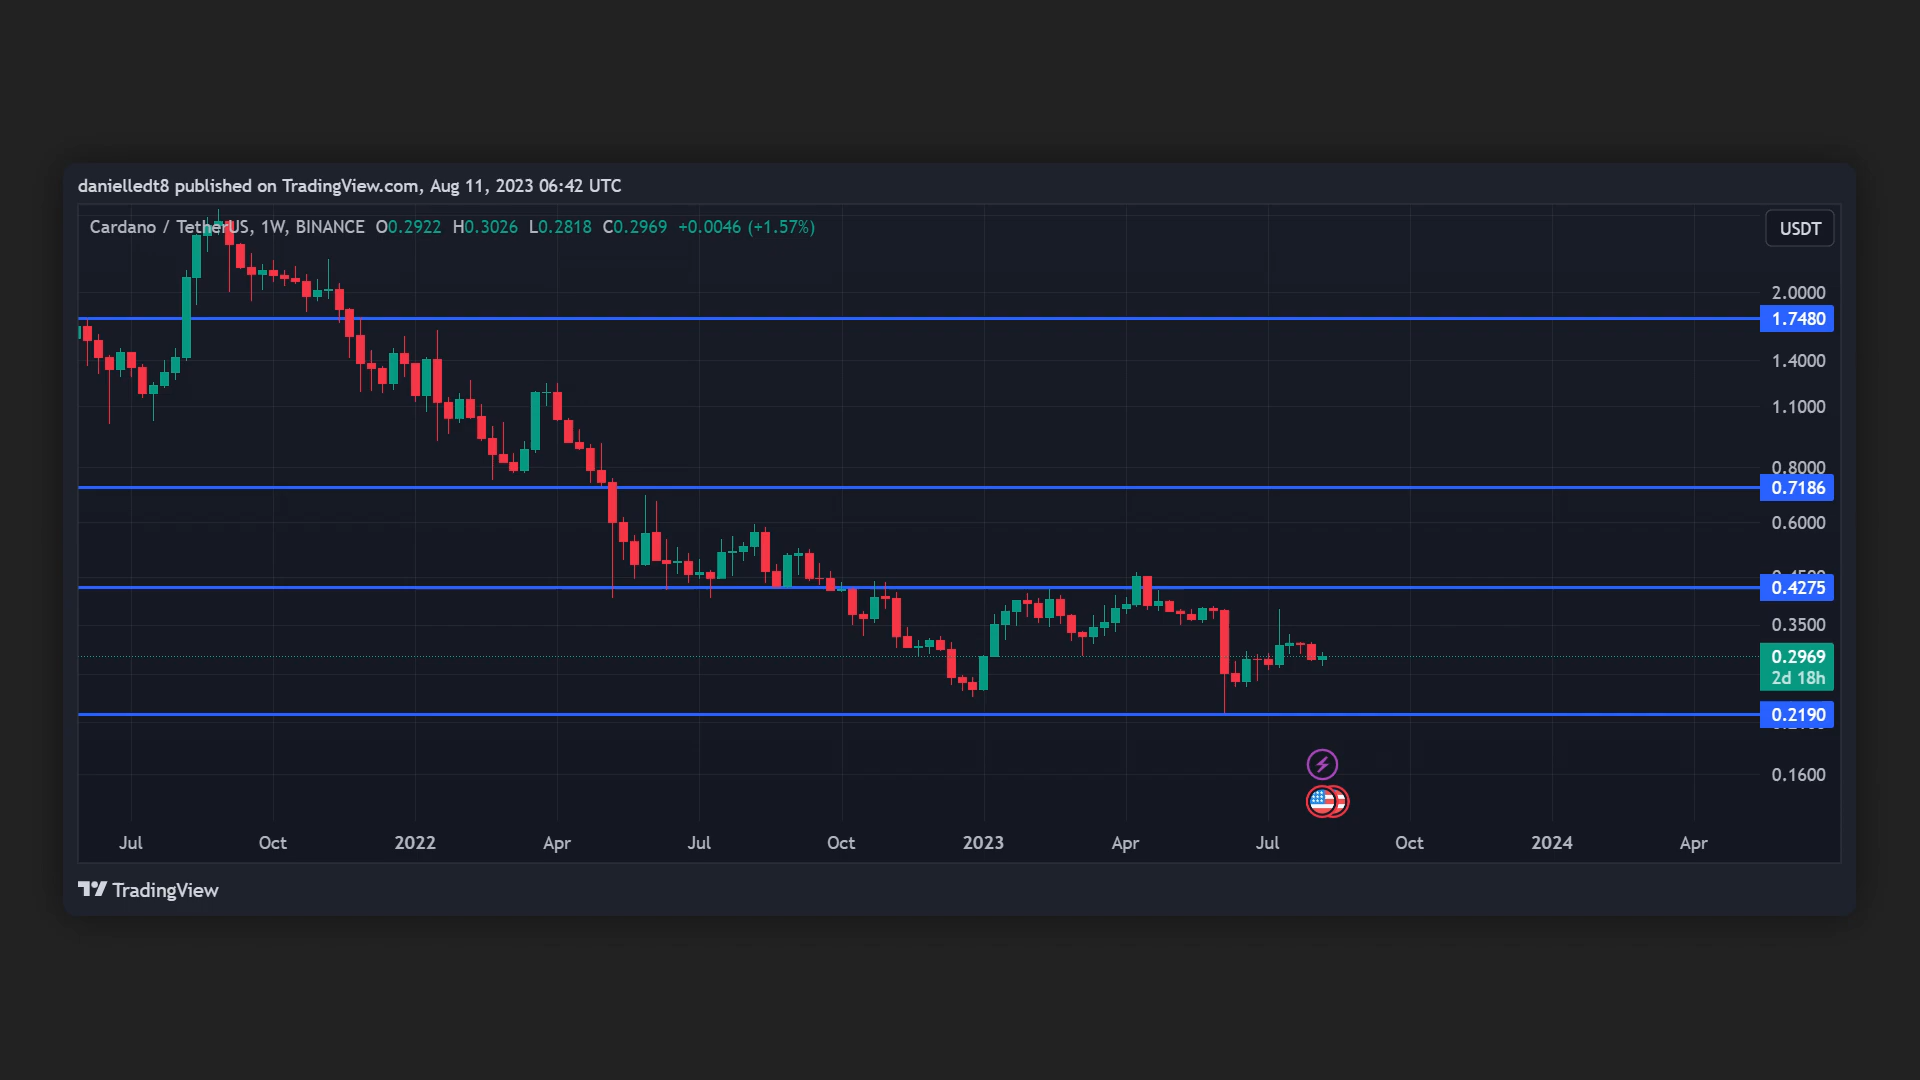 danielledt8 published on TradingView.com, Aug 11, 2023 06:42 UTC
Cardano / TetherUS, 1W, BINANCE O0.2922 H0.3026 L0.2818 C0.2969 +0.0046 (+1.57%)
USDT
2.0000
1.7480
1.4000
1.1000
0.8000
0.7186
0.6000
0.4275
0.3500
0.2969
2d 18h
0.2190
0.1600
Jul Oct 2022 Apr Jul Oct 2023 Apr Jul Oct 2024 Apr
TradingView